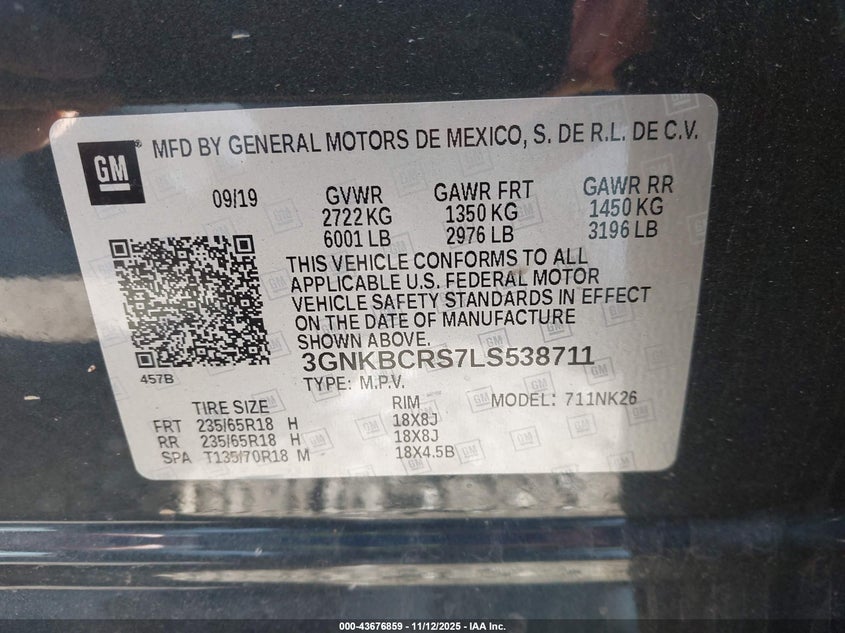 GM
MFD BY GENERAL MOTORS DE MEXICO, S. DE R.L. DE C.V.
09/19 GVWR GAWR FRT GAWR RR
2722 KG 1350 KG 1450 KG
6001 LB 2976 LB 3196 LB
THIS VEHICLE CONFORMS TO ALL
APPLICABLE U.S. FEDERAL MOTOR
VEHICLE SAFETY STANDARDS IN EFFECT
ON THE DATE OF MANUFACTURE
SHOWN ABOVE.
3GNKBCRS7LS538711
457B
TYPE: M.P.V.
TIRE SIZE RIM MODEL: 711NK26
FRT 235/65R18 H 18X8J
RR 235/65R18 H 18X8J
SPA T135/70R18 M 18X4.5B
000-43676859 - 11/12/2025 - IAA Inc.